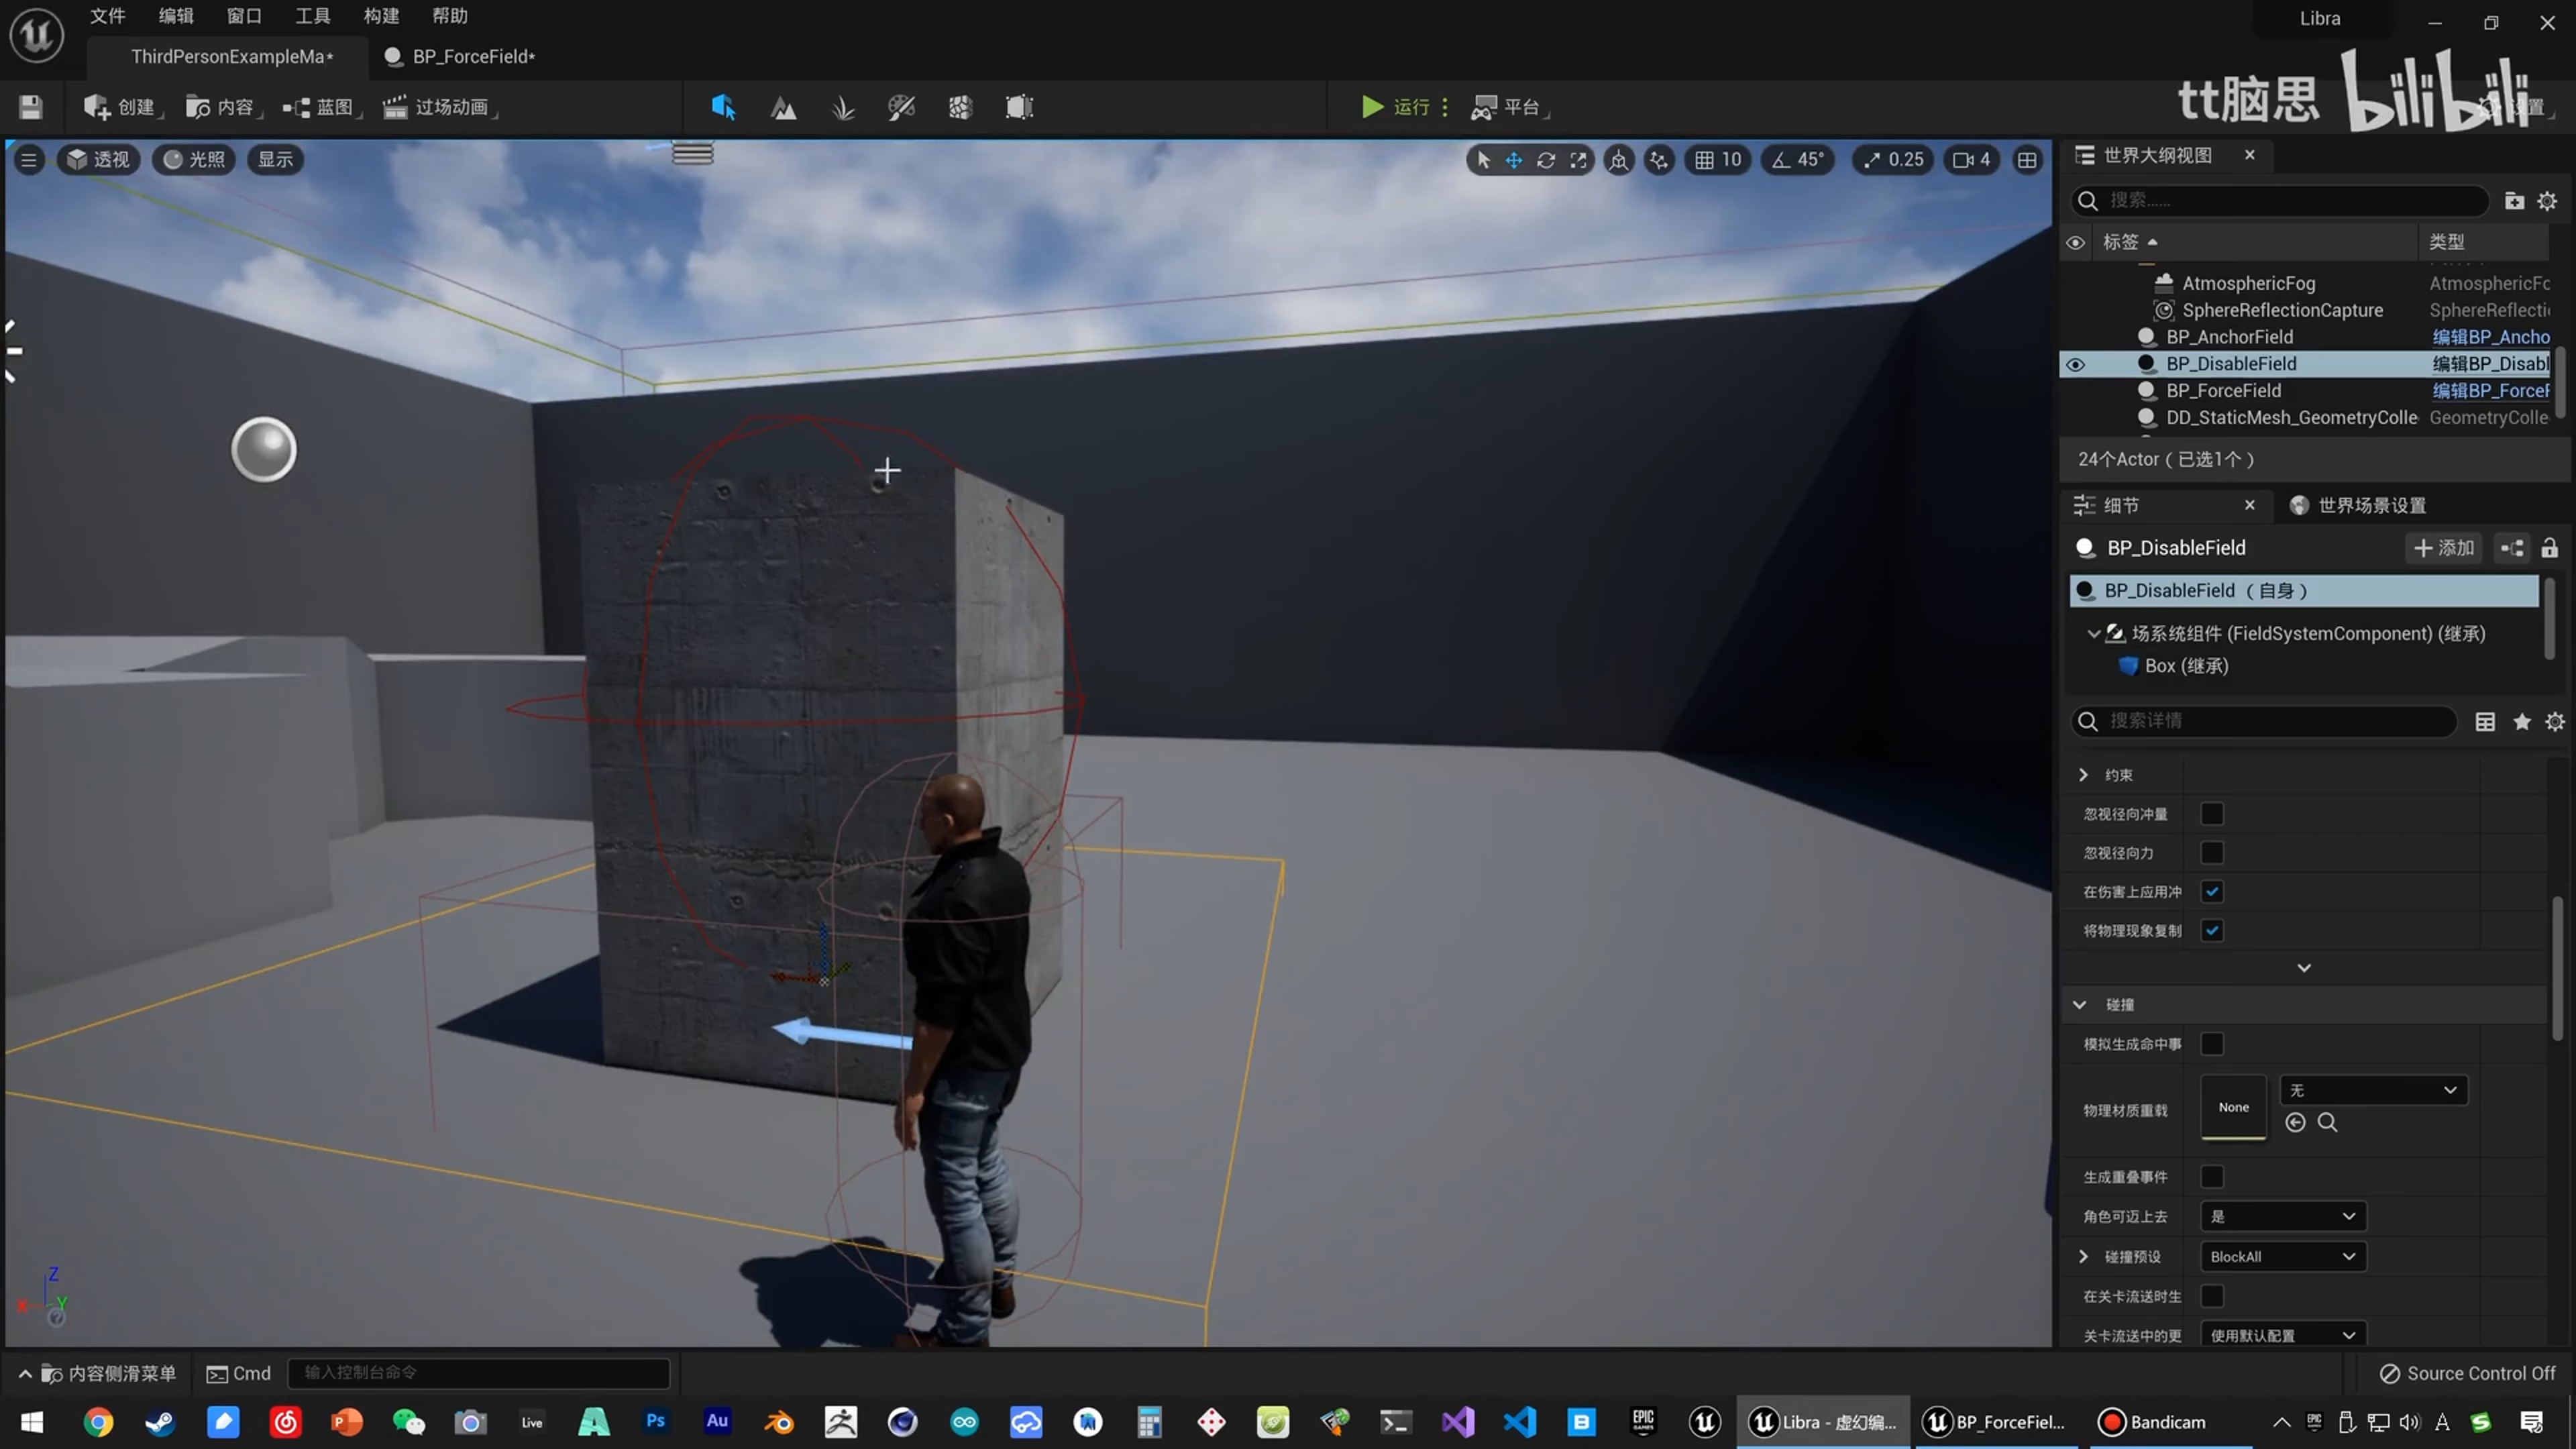 文件 编辑 窗口 工具 构建 帮助
Libra
ThirdPersonExampleMa*
BP_ForceField*
tt脑思 bilibili
创建 内容 蓝图 过场动画 运行 平台
置
透视 光照 显示
10 45° 0.25 4
世界大纲视图
搜索......
标签 类型
AtmosphericFog AtmosphericFc
SphereReflectionCapture SphereReflecti
BP_AnchorField 编辑BP_Ancho
BP_DisableField 编辑BP_Disabl
BP_ForceField 编辑BP_ForceF
DD_StaticMesh_GeometryColle GeometryColle
24个Actor（已选1个）
细节 世界场景设置
BP_DisableField 添加
BP_DisableField （自身）
场系统组件 (FieldSystemComponent) (继承)
Box (继承)
搜索详情
约束
忽视径向冲量
忽视径向力
在伤害上应用冲
将物理现象复制
碰撞
模拟生成命中事
物理材质重载 None 无
生成重叠事件
角色可迈上去 是
碰撞预设 BlockAll
在关卡流送时生
关卡流送中的更 使用默认配置
Z
X Y
内容侧滑菜单 Cmd 输入控制台命令 Source Control Off
Live Ps Au EPIC GAMES Libra - 虚幻编... BP_ForceFiel... Bandicam A